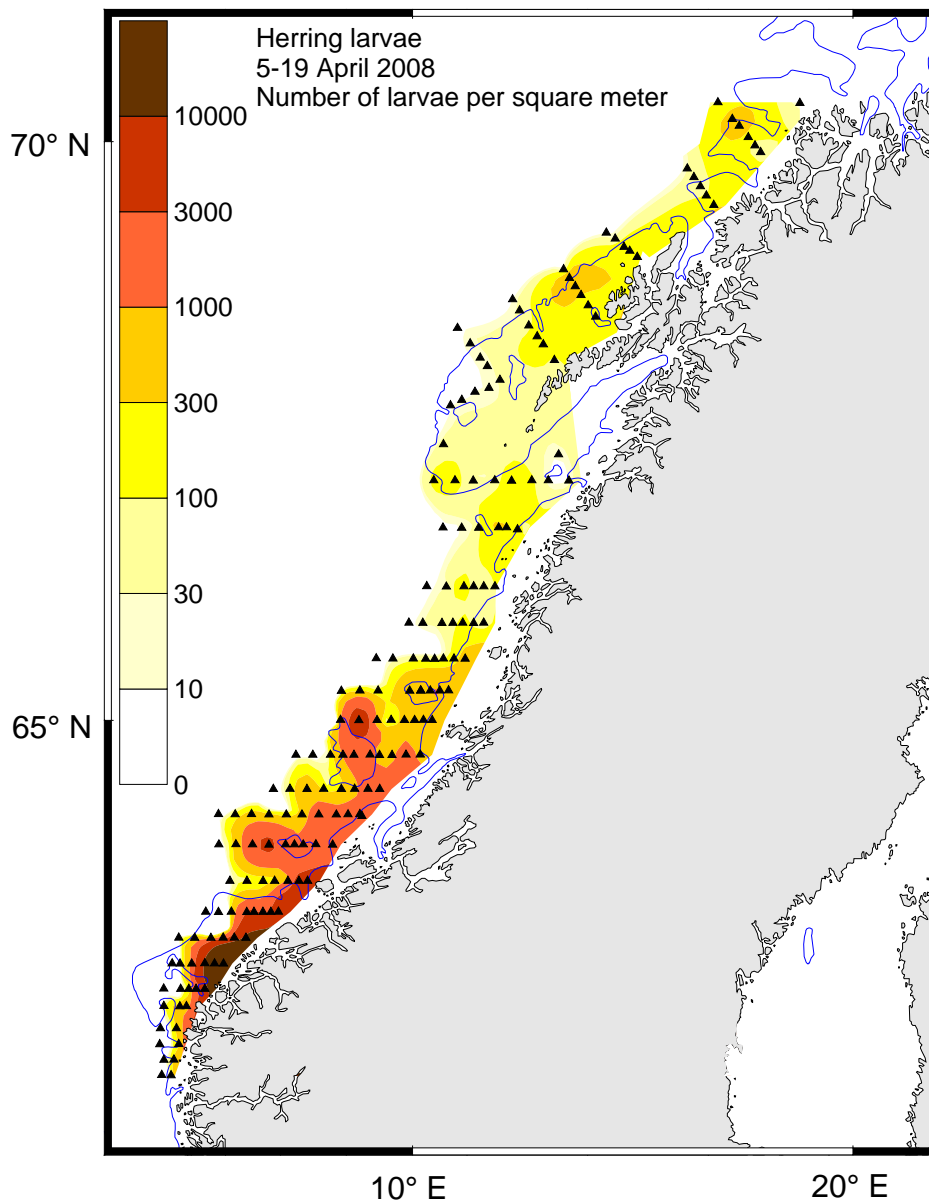 Herring larvae
5-19 April 2008
Number of larvae per square meter
10000
3000
1000
300
100
30
10
0
70° N
65° N
10° E
20° E